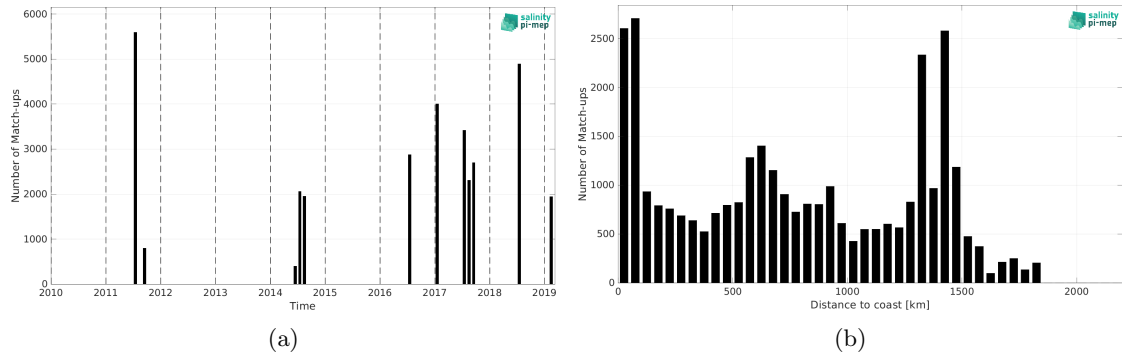 salinity
pi-mep
Number of Match-ups
6000
5000
4000
3000
2000
1000
0
2010 2011 2012 2013 2014 2015 2016 2017 2018 2019
Time
(a)
salinity
pi-mep
Number of Match-ups
2500
2000
1500
1000
500
0
0 500 1000 1500 2000
Distance to coast [km]
(b)